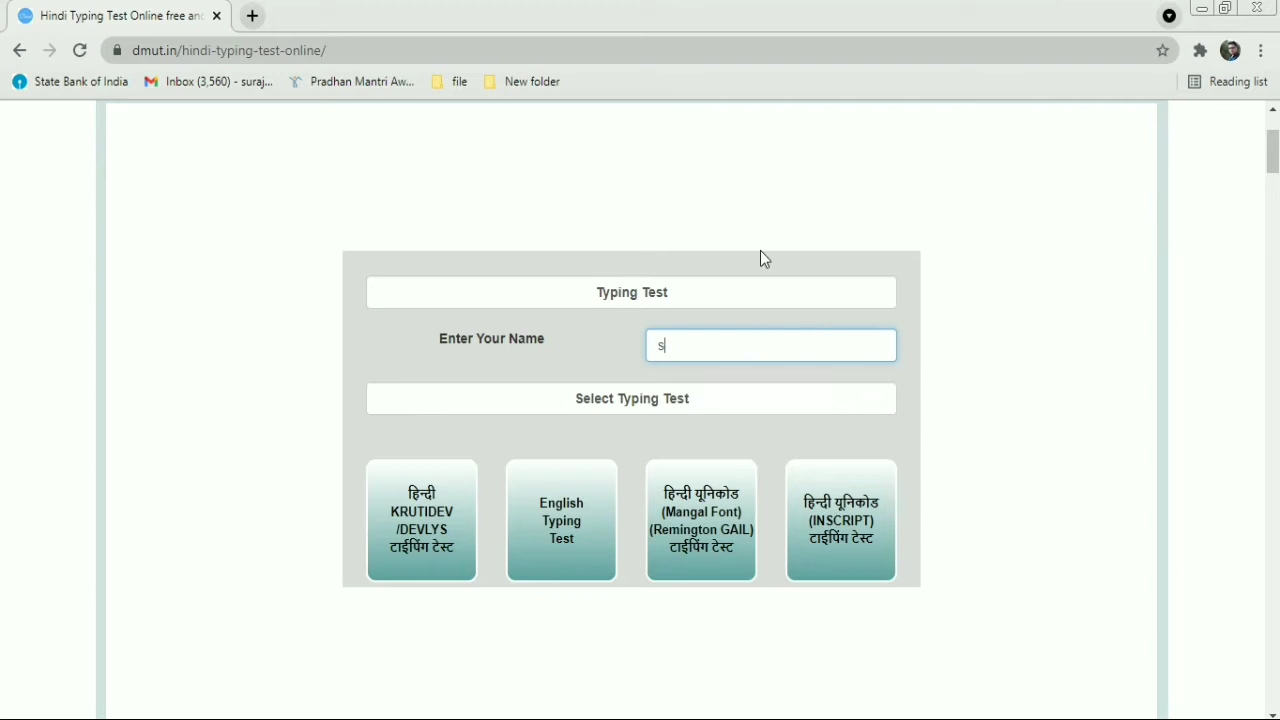 Hindi Typing Test Online free and
dmut.in/hindi-typing-test-online/
State Bank of India
Inbox (3,560) - suraj...
Pradhan Mantri Aw...
file
New folder
Reading list
Typing Test
Enter Your Name
s
Select Typing Test
हिन्दी
KRUTIDEV
/DEVLYS
टाईपिंग टेस्ट
English
Typing
Test
हिन्दी यूनिकोड
(Mangal Font)
(Remington GAIL)
टाईपिंग टेस्ट
हिन्दी यूनिकोड
(INSCRIPT)
टाईपिंग टेस्ट